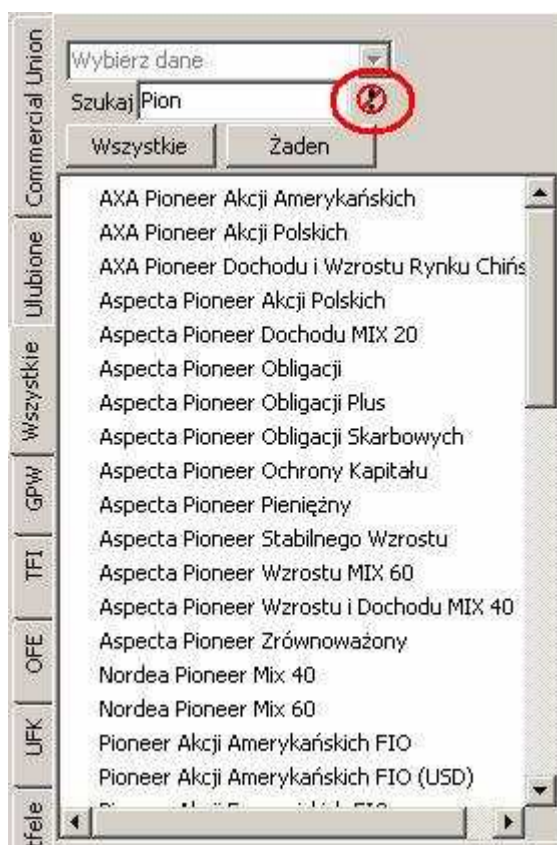 Commercial Union
Ulubione
Wszystkie
GPW
TFI
OFE
UFK
Wybierz dane
Szukaj Pion
Wszystkie Żaden
AXA Pioneer Akcji Amerykańskich
AXA Pioneer Akcji Polskich
AXA Pioneer Dochodu i Wzrostu Rynku Chińs
Aspecta Pioneer Akcji Polskich
Aspecta Pioneer Dochodu MIX 20
Aspecta Pioneer Obligacji
Aspecta Pioneer Obligacji Plus
Aspecta Pioneer Obligacji Skarbowych
Aspecta Pioneer Ochrony Kapitału
Aspecta Pioneer Pieniężny
Aspecta Pioneer Stabilnego Wzrostu
Aspecta Pioneer Wzrostu MIX 60
Aspecta Pioneer Wzrostu i Dochodu MIX 40
Aspecta Pioneer Zrównoważony
Nordea Pioneer Mix 40
Nordea Pioneer Mix 60
Pioneer Akcji Amerykańskich FIO
Pioneer Akcji Amerykańskich FIO (USD)